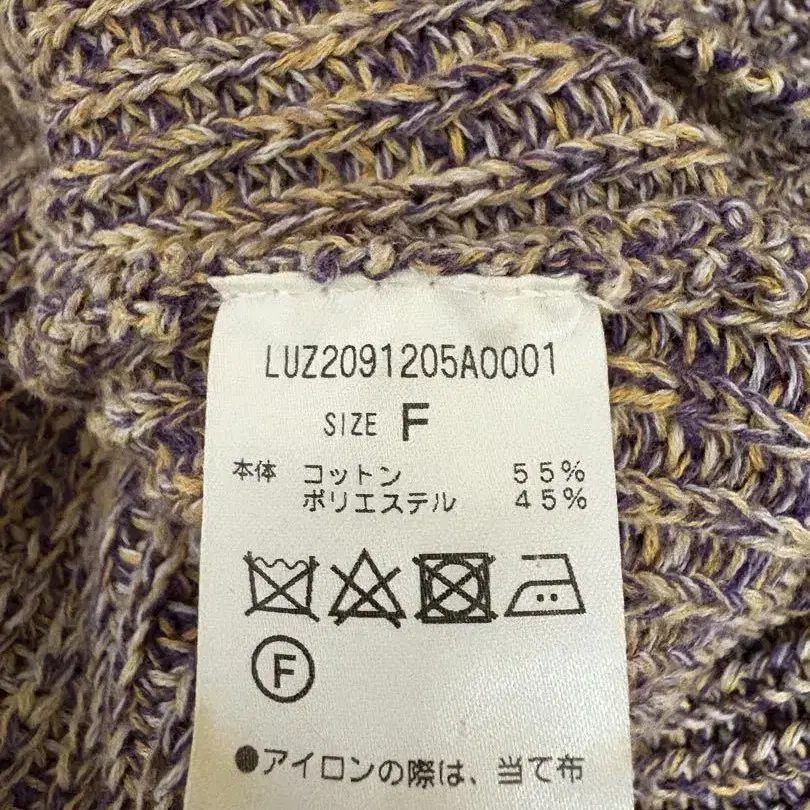 LUZ2091205A0001
SIZE F
本体 コットン 55%
ポリエステル 45%
F
●アイロンの際は、当て布